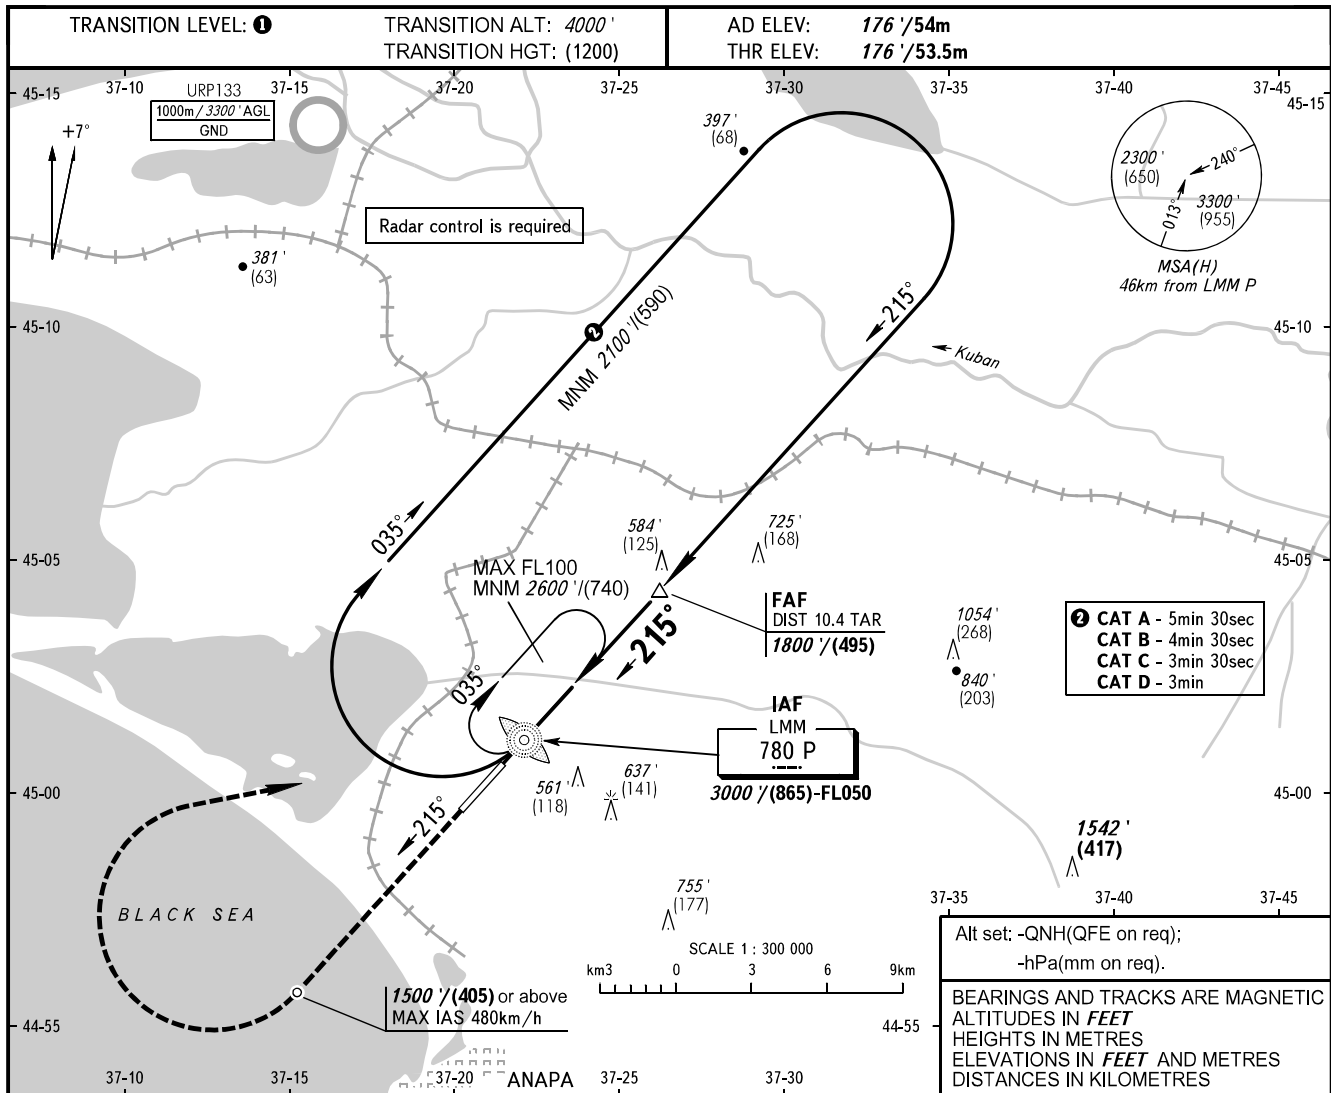 TRANSITION LEVEL: ❶
TRANSITION ALT: 4000 '
TRANSITION HGT: (1200)
AD ELEV: 176 '/54m
THR ELEV: 176 '/53.5m
37-10 37-15 37-20 37-25 37-30 37-35 37-40 37-45
45-15 45-15
URP133
1000m / 3300 ' AGL
GND
+7°
397 '
(68)
2300 '
(650)
240°
3300 '
(955)
013°
MSA(H)
46km from LMM P
Radar control is required
381 '
(63)
215°
45-10 45-10
❷
MNM 2100 '/(590)
Kuban
035°
584 '
(125)
725 '
(168)
45-05 45-05
MAX FL100
MNM 2600 '/(740)
FAF
DIST 10.4 TAR
1800 '/(495)
215°
1054 '
(268)
840 '
(203)
❷ CAT A - 5min 30sec
CAT B - 4min 30sec
CAT C - 3min 30sec
CAT D - 3min
035°
IAF
LMM
780 P
3000 '/(865)-FL050
561 '
(118)
637 '
(141)
45-00 45-00
215°
1542 '
(417)
BLACK SEA
755 '
(177)
37-35 37-40 37-45
SCALE 1 : 300 000
km3 0 3 6 9km
1500 '/(405) or above
MAX IAS 480km/h
44-55 44-55
Alt set: -QNH(QFE on req);
-hPa(mm on req).
BEARINGS AND TRACKS ARE MAGNETIC
ALTITUDES IN FEET
HEIGHTS IN METRES
ELEVATIONS IN FEET AND METRES
DISTANCES IN KILOMETRES
ANAPA
37-10 37-15 37-20 37-25 37-30